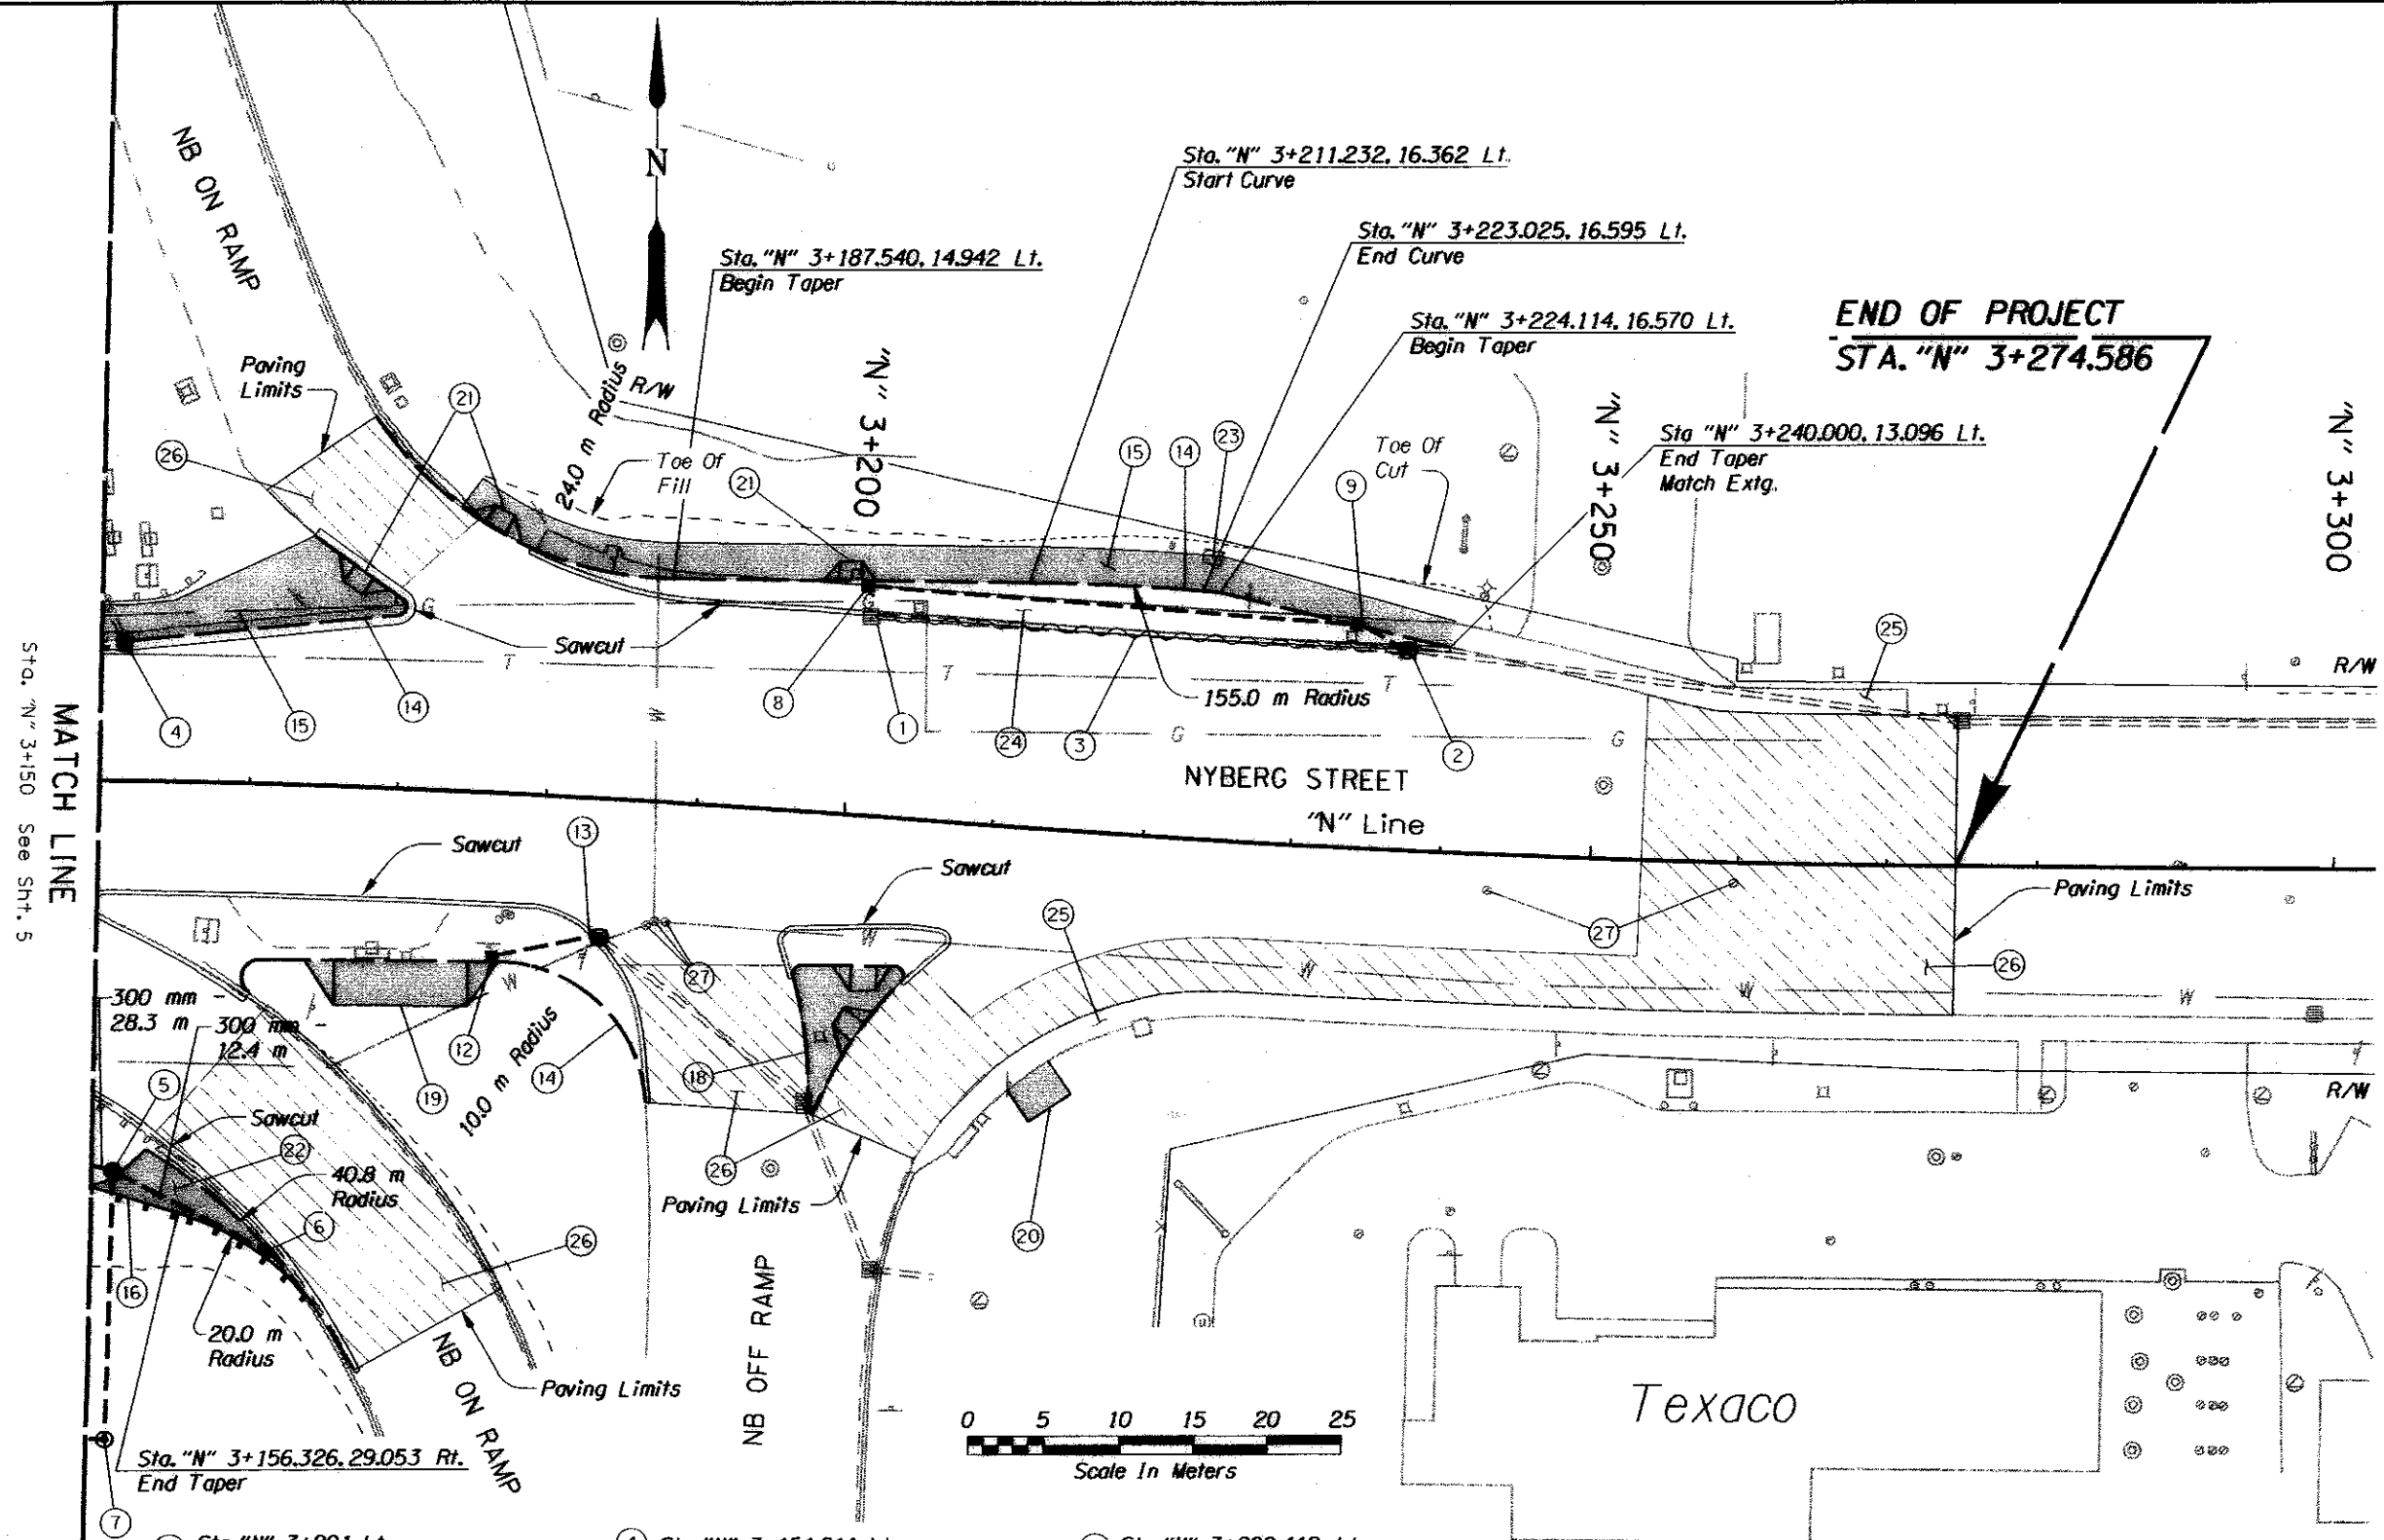 NB ON RAMP
N
Sta. "N" 3+211.232, 16.362 Lt.
Start Curve
Sta. "N" 3+223.025, 16.595 Lt.
End Curve
Sta. "N" 3+187.540, 14.942 Lt.
Begin Taper
Sta. "N" 3+224.114, 16.570 Lt.
Begin Taper
END OF PROJECT
STA. "N" 3+274.586
Paving
Limits
21
R/W
24.0 m Radius
"N" 3+200
"N" 3+250
"N" 3+300
Sta "N" 3+240.000, 13.096 Lt.
End Taper
Match Extg.
26
Toe Of
Fill
21
15
14
23
Toe Of
Cut
9
25
R/W
G
G
Sawcut
T
T
T
4
15
14
8
1
24
3
155.0 m Radius
2
W
G
G
MATCH LINE
Sta. "N" 3+150 See Sht. 5
NYBERG STREET
"N" Line
Sawcut
13
Sawcut
25
27
27
Paving Limits
26
W
W
W
W
W
300 mm -
28.3 m
300 mm -
12.4 m
12
19
10.0 m Radius
14
18
5
Sawcut
22
40.8 m
Radius
6
26
26
Paving Limits
20
R/W
16
20.0 m
Radius
NB ON RAMP
Paving Limits
NB OFF RAMP
0 5 10 15 20 25
Scale In Meters
Texaco
Sta. "N" 3+156.326, 29.053 Rt.
End Taper
7